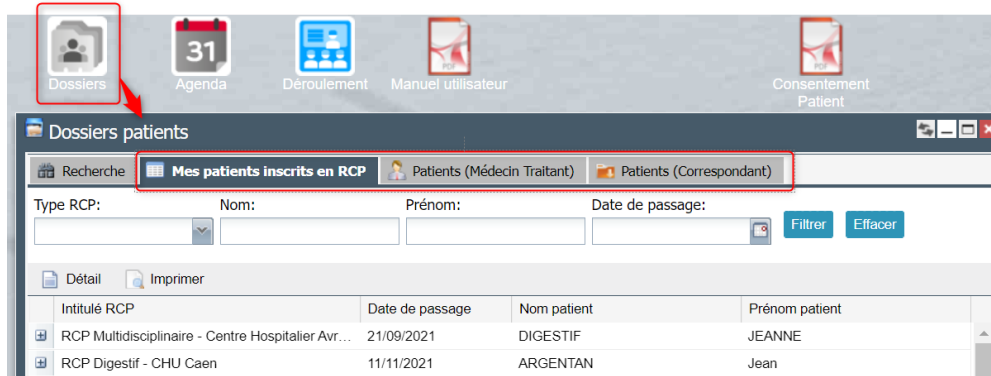 Dossiers
31
Agenda
Déroulement
PDF
Manuel utilisateur
PDF
Consentement
Patient
Dossiers patients
Recherche
Mes patients inscrits en RCP
Patients (Médecin Traitant)
Patients (Correspondant)
Type RCP: Nom: Prénom: Date de passage:
Filtrer Effacer
Détail Imprimer
Intitulé RCP Date de passage Nom patient Prénom patient
RCP Multidisciplinaire - Centre Hospitalier Avr... 21/09/2021 DIGESTIF JEANNE
RCP Digestif - CHU Caen 11/11/2021 ARGENTAN Jean